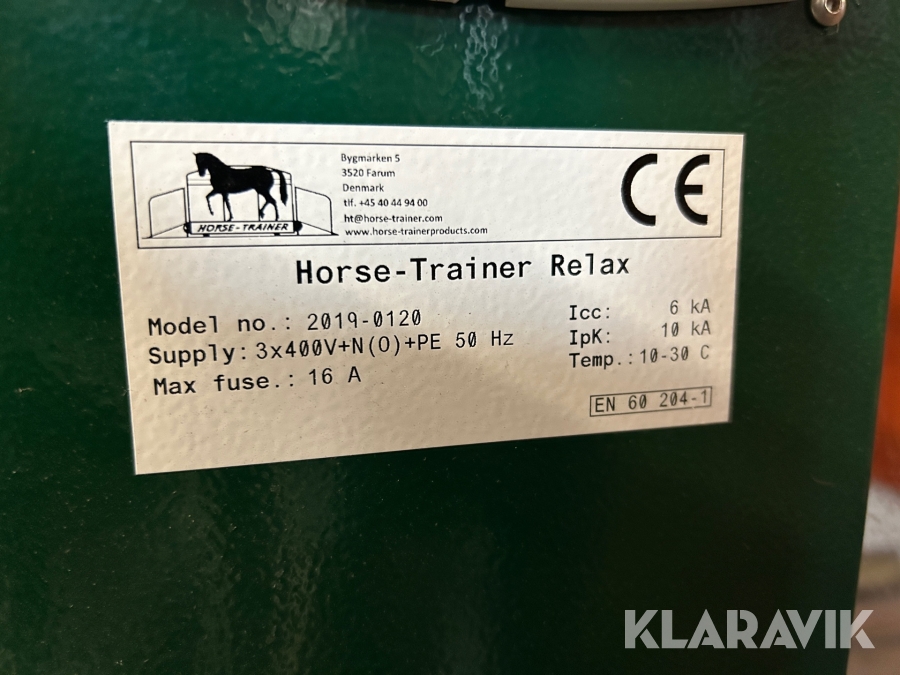 Bygmarken 5
3520 Farum
Denmark
tlf. +45 40 44 94 00
ht@horse-trainer.com
www.horse-trainerproducts.com
HORSE-TRAINER
CE
Horse-Trainer Relax
Model no.: 2019-0120
Supply: 3x400V+N(O)+PE 50 Hz
Max fuse.: 16 A
Icc: 6 kA
IpK: 10 kA
Temp.: 10-30 C
EN 60 204-1
KLARAVIK